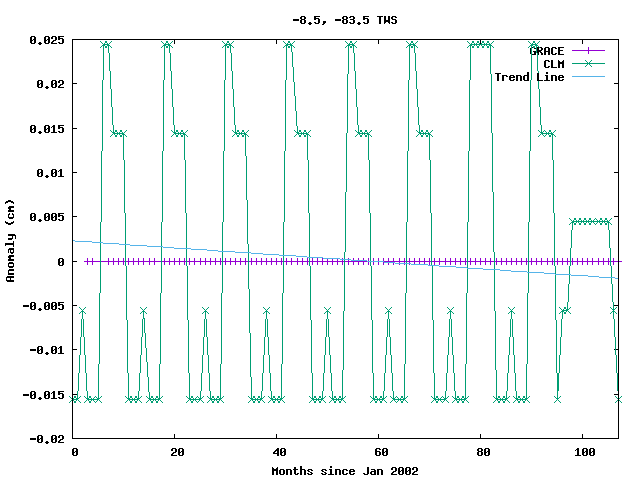 -8.5, -83.5 TWS
0.025
0.02
0.015
0.01
0.005
0
-0.005
-0.01
-0.015
-0.02
Anomaly (cm)
GRACE
CLM
Trend Line
0 20 40 60 80 100
Months since Jan 2002